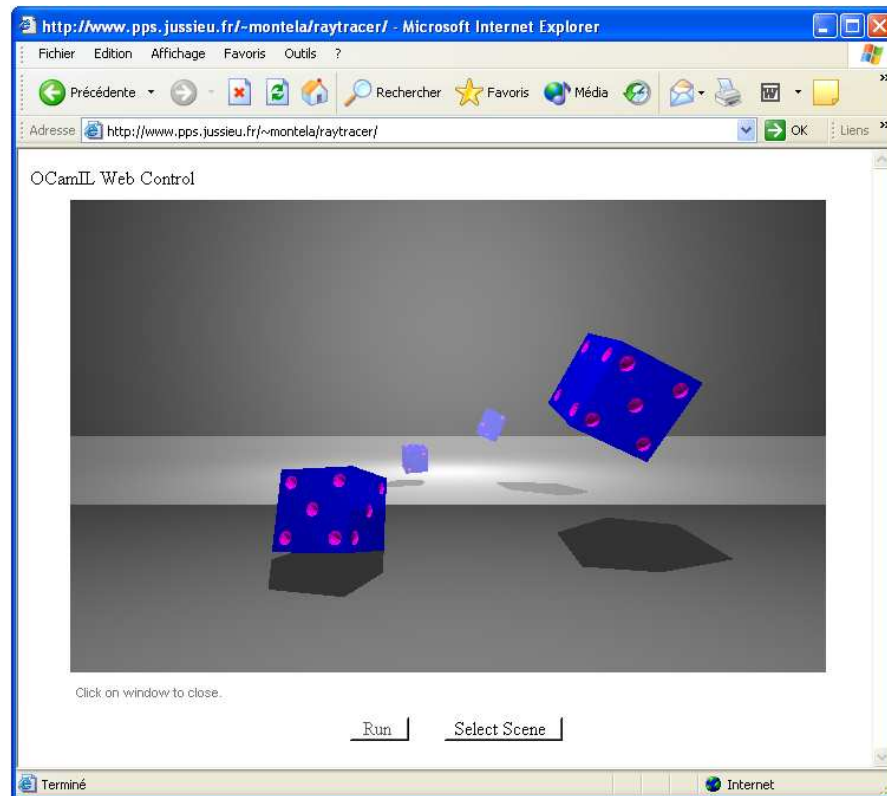 http://www.pps.jussieu.fr/~montela/raytracer/ - Microsoft Internet Explorer
Fichier Edition Affichage Favoris Outils ?
Précédente Rechercher Favoris Média W »
Adresse http://www.pps.jussieu.fr/~montela/raytracer/ OK Liens »
OCamIL Web Control
Click on window to close.
Run Select Scene
Terminé Internet